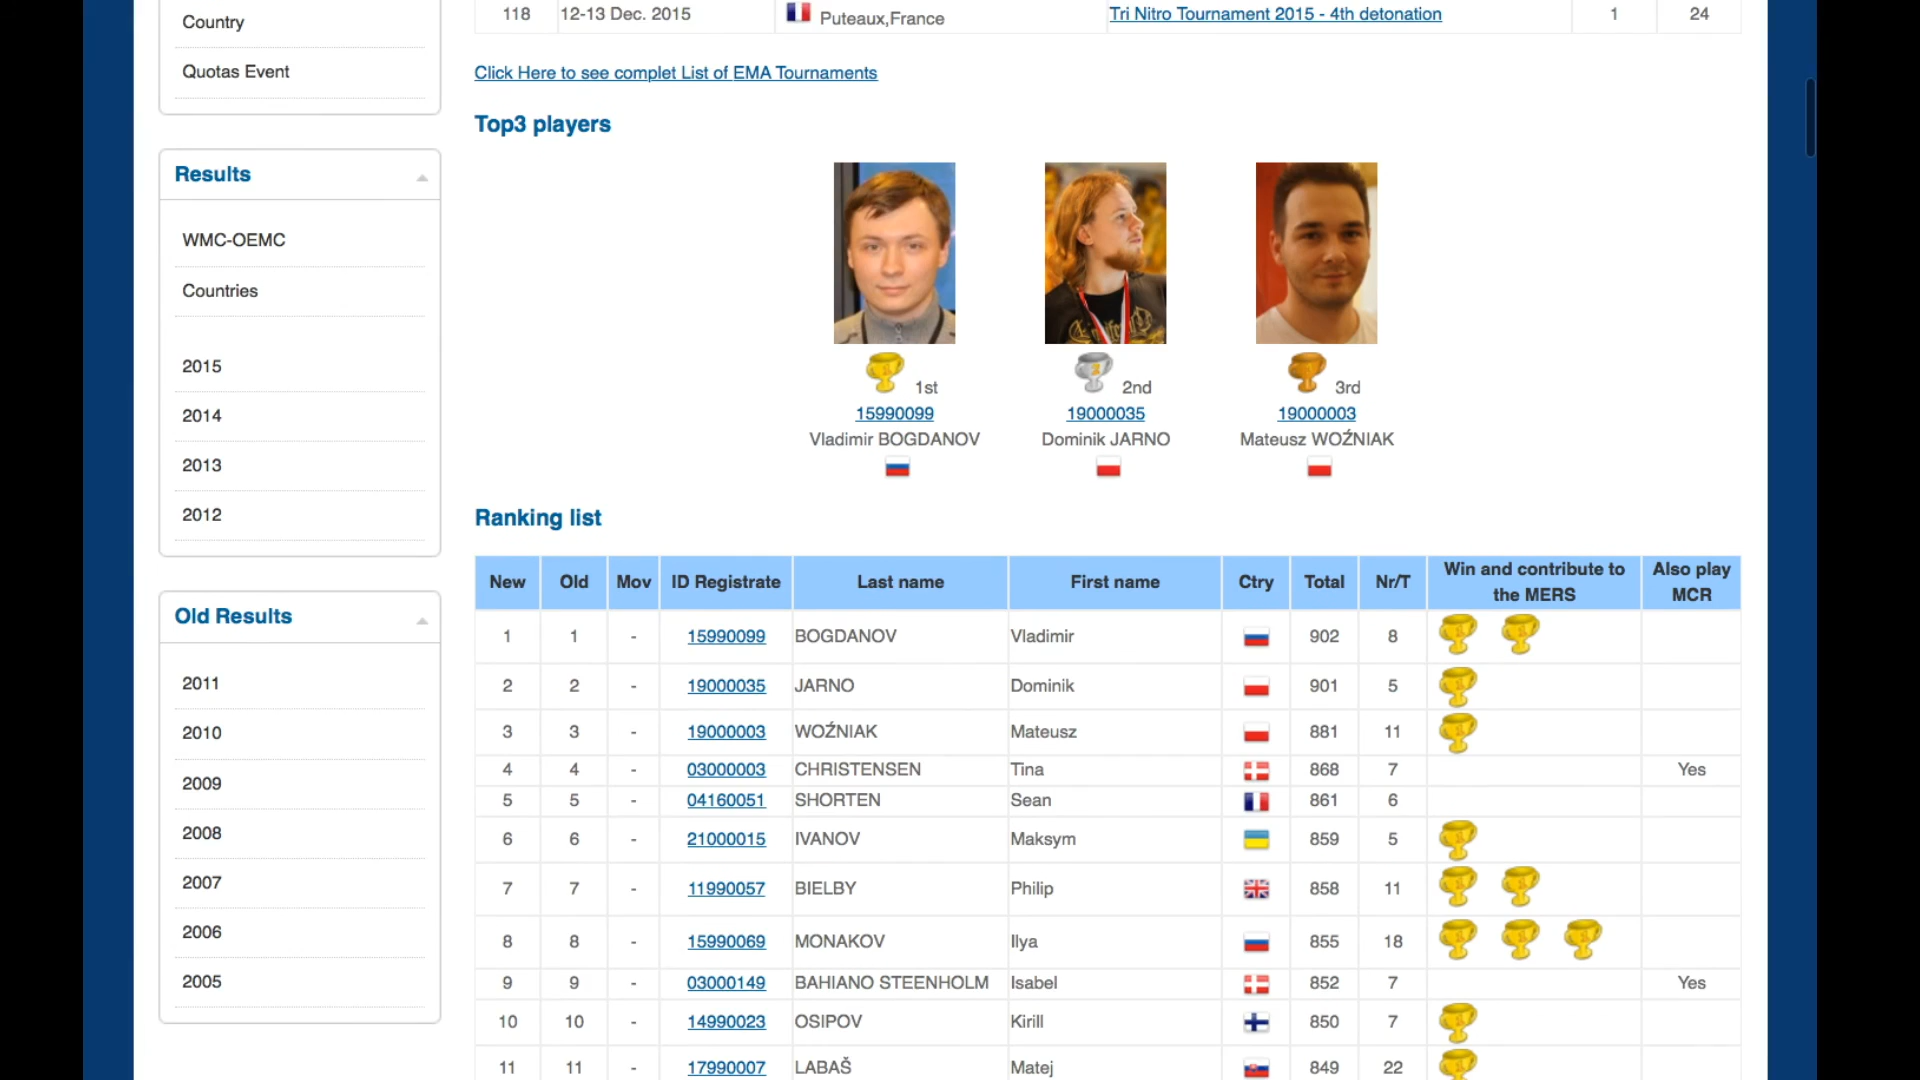 Country
Quotas Event
Results
WMC-OEMC
Countries
2015
2014
2013
2012
Old Results
2011
2010
2009
2008
2007
2006
2005
118 12-13 Dec. 2015 Puteaux,France Tri Nitro Tournament 2015 - 4th detonation 1 24
Click Here to see complet List of EMA Tournaments
Top3 players
1st 2nd 3rd
15990099 19000035 19000003
Vladimir BOGDANOV Dominik JARNO Mateusz WOŹNIAK
Ranking list
New Old Mov ID Registrate Last name First name Ctry Total Nr/T Win and contribute to the MERS Also play MCR
1 1 - 15990099 BOGDANOV Vladimir 902 8
2 2 - 19000035 JARNO Dominik 901 5
3 3 - 19000003 WOŹNIAK Mateusz 881 11
4 4 - 03000003 CHRISTENSEN Tina 868 7 Yes
5 5 - 04160051 SHORTEN Sean 861 6
6 6 - 21000015 IVANOV Maksym 859 5
7 7 - 11990057 BIELBY Philip 858 11
8 8 - 15990069 MONAKOV Ilya 855 18
9 9 - 03000149 BAHIANO STEENHOLM Isabel 852 7 Yes
10 10 - 14990023 OSIPOV Kirill 850 7
11 11 - 17990007 LABAŠ Matej 849 22